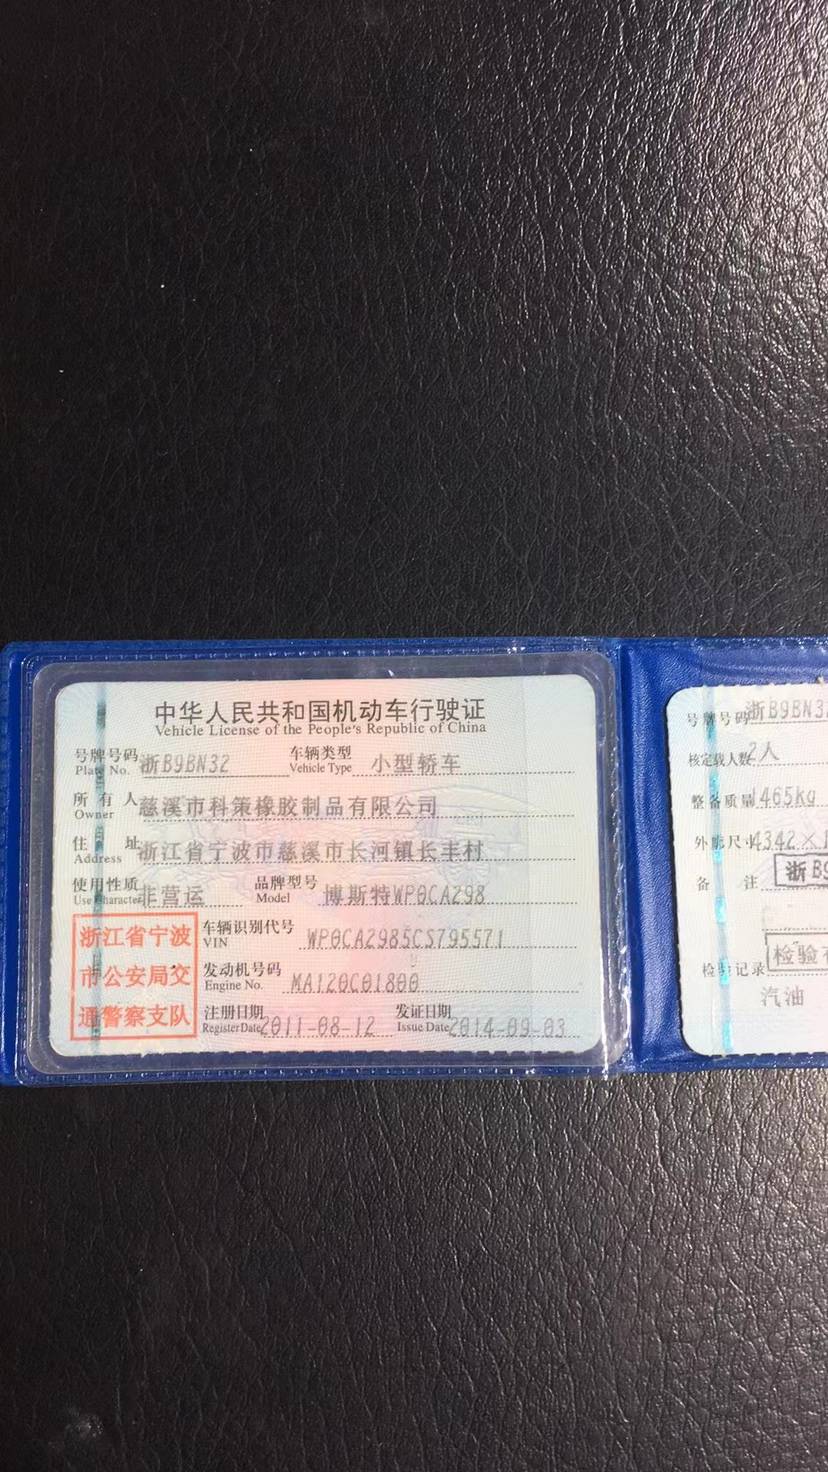 中华人民共和国机动车行驶证
Vehicle License of the People's Republic of China
号牌号码 浙B9BN32 车辆类型 小型轿车
Plate No. Vehicle Type
所有人 慈溪市科策橡胶制品有限公司
Owner
住址 浙江省宁波市慈溪市长河镇长丰村
Address
使用性质 非营运 品牌型号 博斯特WP0CA298
Use Character Model
浙江省宁波
市公安局交
通警察支队
车辆识别代号 WP0CA2985CS795571
VIN
发动机号码 MA120C01800
Engine No.
注册日期 2011-08-12 发证日期 2014-09-03
Register Date Issue Date
号牌号码 浙B9BN32
核定载人数 2人
整备质量 1465Kg
外廓尺寸 4342×1
备注 浙B9
检验记录 检验
汽油